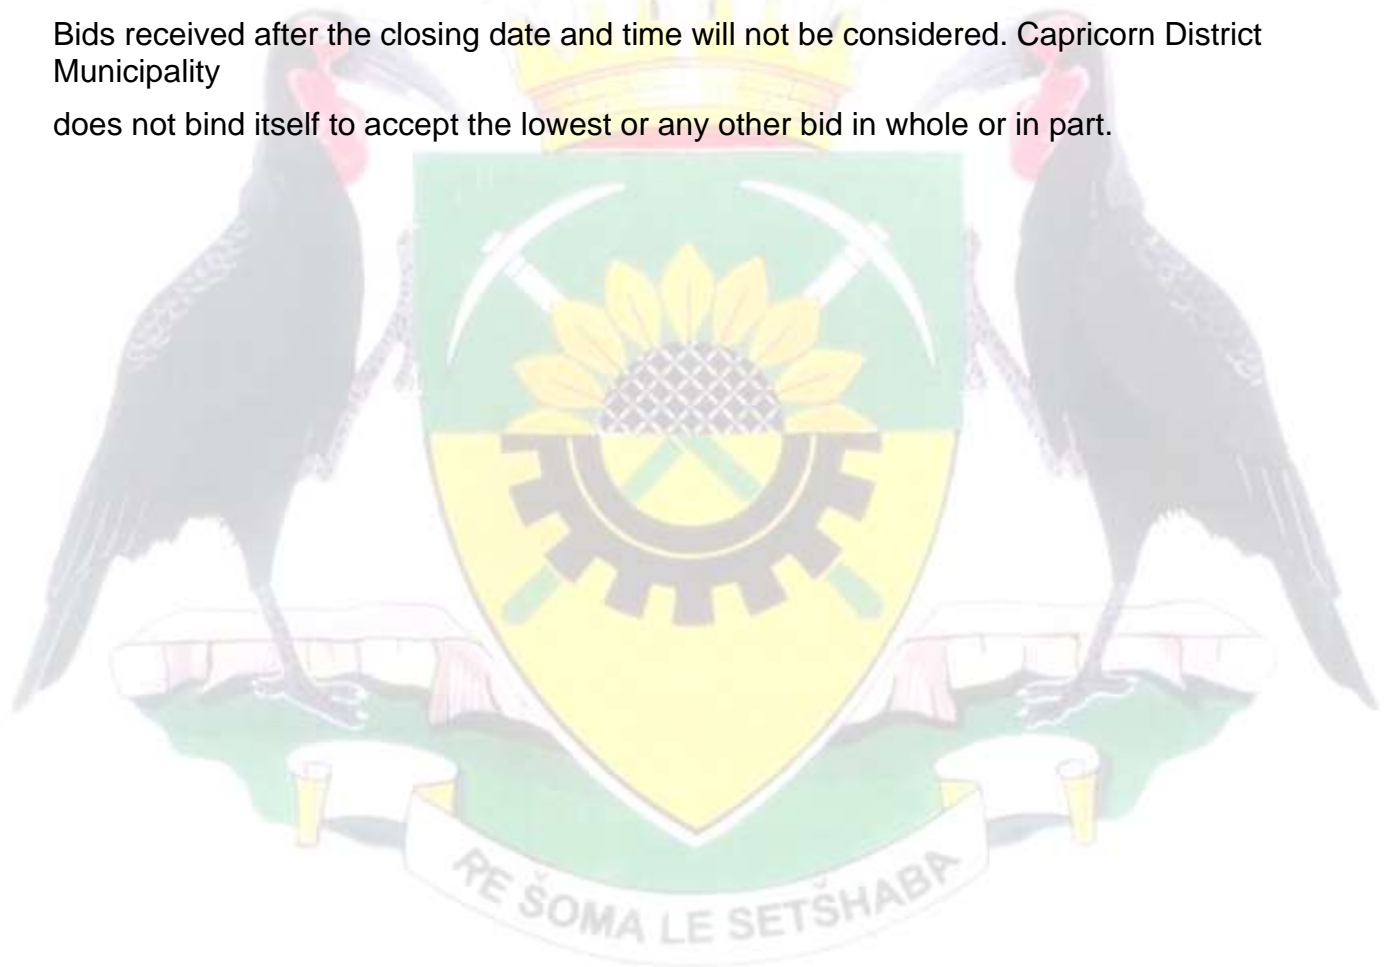 Bids received after the closing date and time will not be considered. Capricorn District
Municipality
does not bind itself to accept the lowest or any other bid in whole or in part.
RE ŠOMA LE SETŠHABA